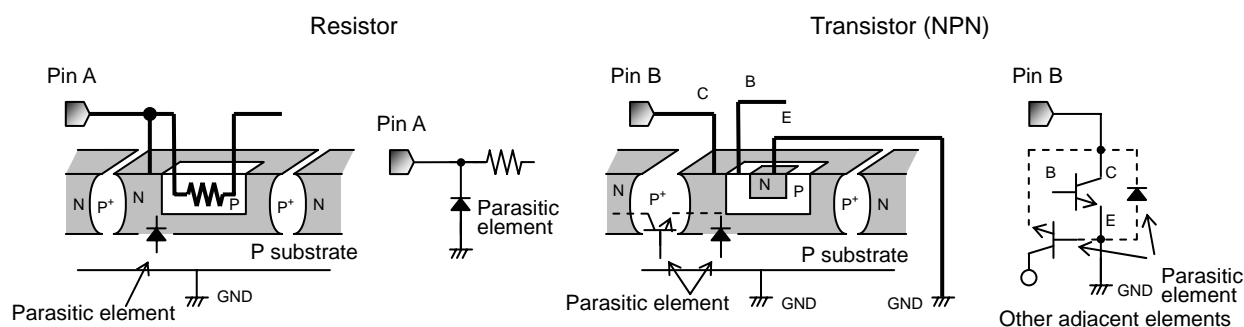 Resistor
Pin A
N
P⁺
N
P
P⁺
N
P substrate
GND
Parasitic element
Pin A
Parasitic
element
Transistor (NPN)
Pin B
C
B
E
N
P⁺
N
P
P⁺
N
P substrate
Parasitic element
GND
GND
Pin B
B
C
E
GND
Parasitic
element
Other adjacent elements